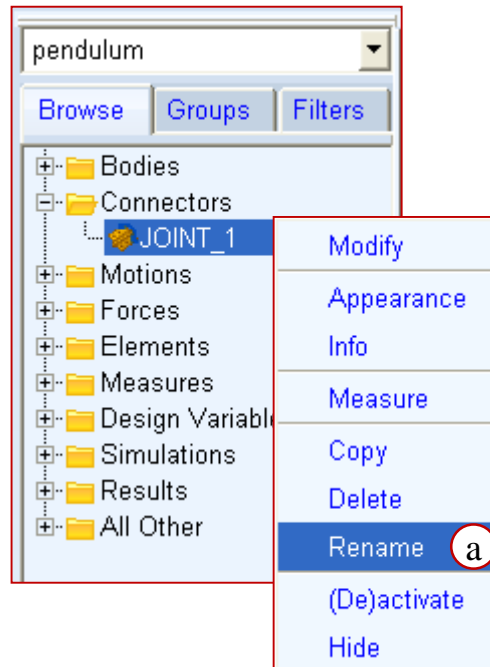 pendulum
Browse Groups Filters
Bodies
Connectors
JOINT_1
Motions
Forces
Elements
Measures
Design Variabl
Simulations
Results
All Other
Modify
Appearance
Info
Measure
Copy
Delete
Rename a
(De)activate
Hide